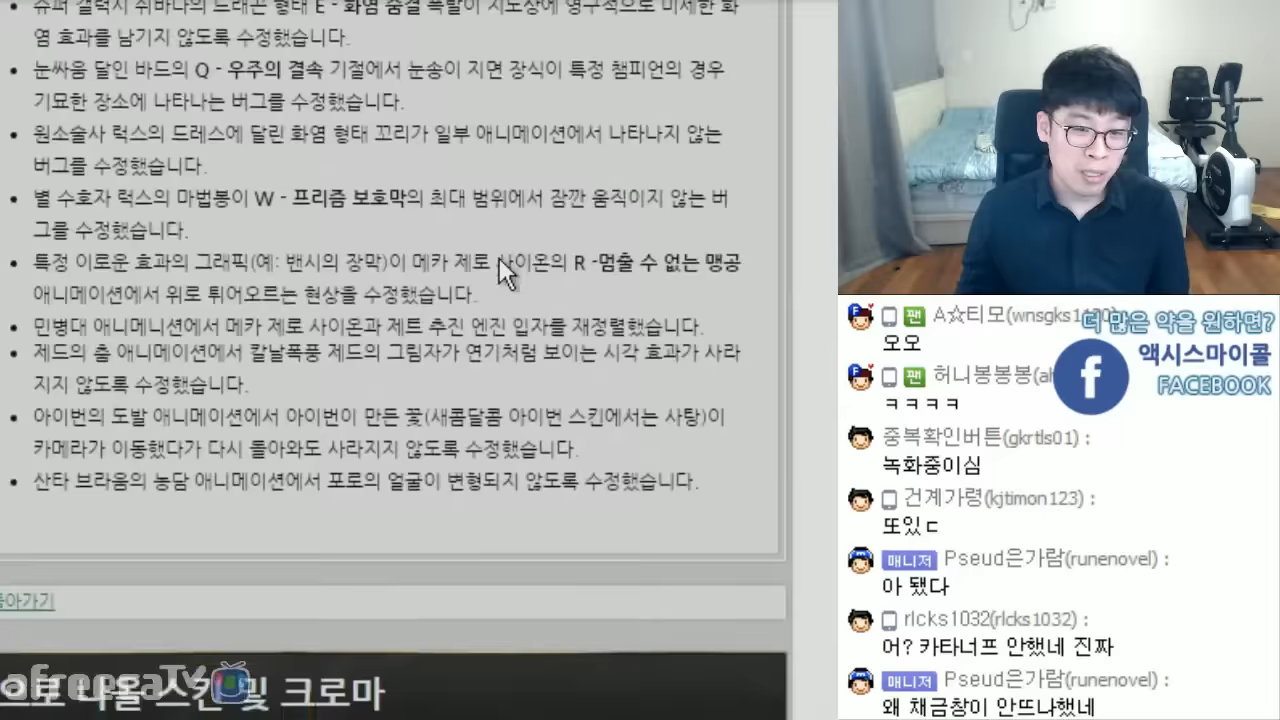 슈퍼 갤럭시 쉬바나의 드래곤 형태 E - 화염 숨결 폭발이 지도상에 영구적으로 미세한 화
염 효과를 남기지 않도록 수정했습니다.
눈싸움 달인 바드의 Q - 우주의 결속 기절에서 눈송이 지면 장식이 특정 챔피언의 경우
기묘한 장소에 나타나는 버그를 수정했습니다.
원소술사 럭스의 드레스에 달린 화염 형태 꼬리가 일부 애니메이션에서 나타나지 않는
버그를 수정했습니다.
별 수호자 럭스의 마법봉이 W - 프리즘 보호막의 최대 범위에서 잠깐 움직이지 않는 버
그를 수정했습니다.
특정 이로운 효과의 그래픽(예: 밴시의 장막)이 메카 제로 사이온의 R -멈출 수 없는 맹공
애니메이션에서 위로 튀어오르는 현상을 수정했습니다.
민병대 애니메니션에서 메카 제로 사이온과 제트 추진 엔진 입자를 재정렬했습니다.
제드의 춤 애니메이션에서 칼날폭풍 제드의 그림자가 연기처럼 보이는 시각 효과가 사라
지지 않도록 수정했습니다.
아이번의 도발 애니메이션에서 아이번이 만든 꽃(새콤달콤 아이번 스킨에서는 사탕)이
카메라가 이동했다가 다시 돌아와도 사라지지 않도록 수정했습니다.
산타 브라움의 농담 애니메이션에서 포로의 얼굴이 변형되지 않도록 수정했습니다.
돌아가기
으로 나올 스킨 및 크로마
afreecaTV
팬 A☆티모(wnsgks1
오오
팬 허니봉봉봉(ah
ㅋㅋㅋㅋ
중복확인버튼(gkrtls01) :
녹화중이심
건계가령(kjtimon123) :
또있ㄷ
매니저 Pseud은가람(runenovel) :
아 됐다
rlcks1032(rlcks1032) :
어? 카타너프 안했네 진짜
매니저 Pseud은가람(runenovel) :
왜 채금창이 안뜨나했네
더 많은 약을 원하면?
액시스마이콜
FACEBOOK